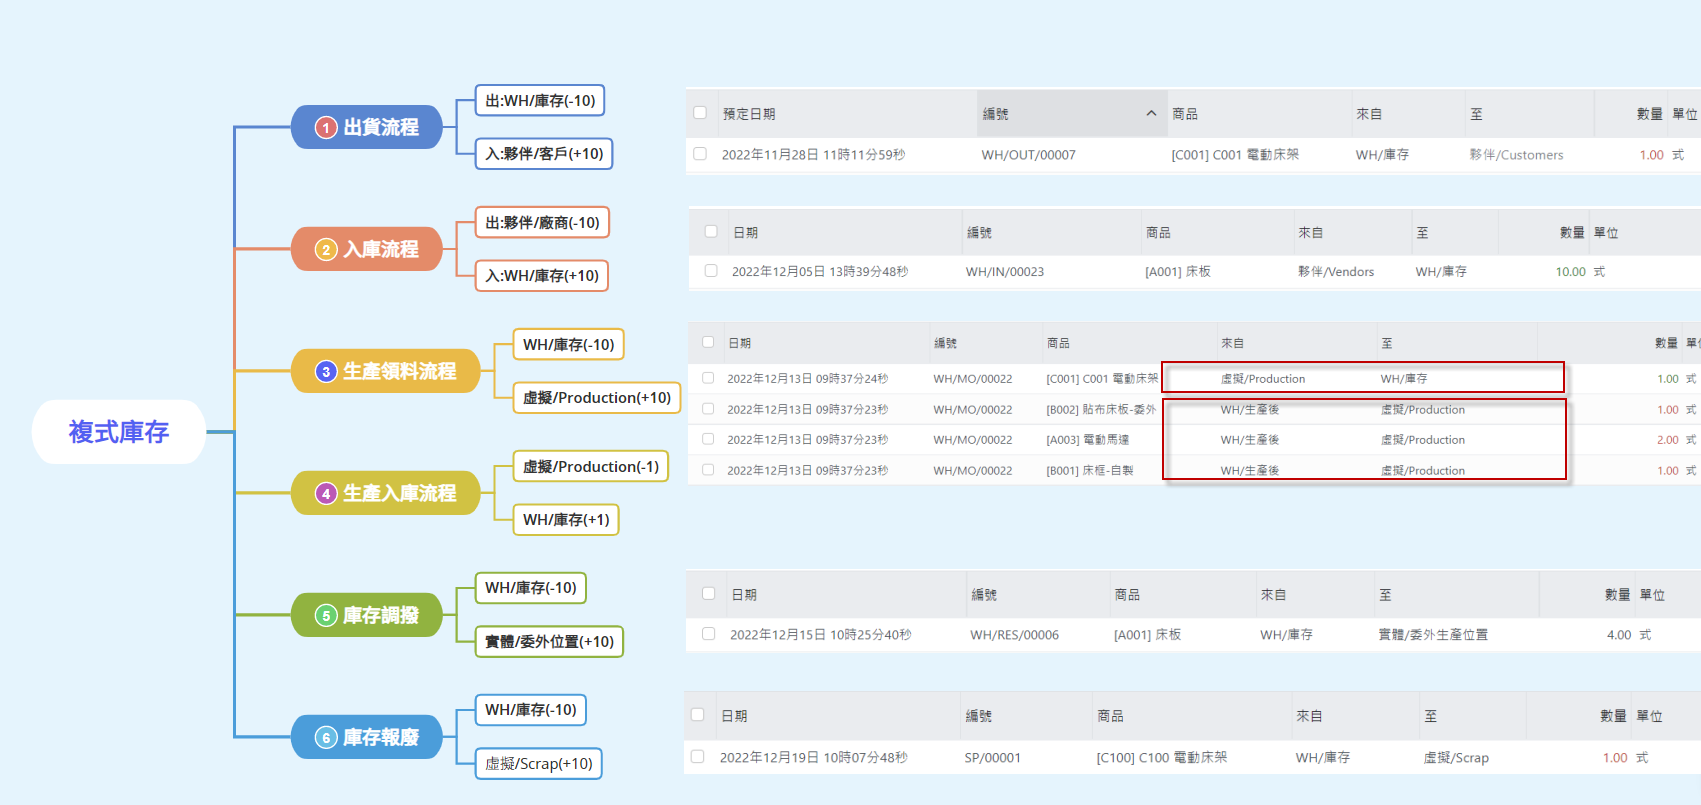 複式庫存
1 出貨流程
出:WH/庫存(-10)
入:夥伴/客戶(+10)
2 入庫流程
出:夥伴/廠商(-10)
入:WH/庫存(+10)
3 生產領料流程
WH/庫存(-10)
虛擬/Production(+10)
4 生產入庫流程
虛擬/Production(-1)
WH/庫存(+1)
5 庫存調撥
WH/庫存(-10)
實體/委外位置(+10)
6 庫存報廢
WH/庫存(-10)
虛擬/Scrap(+10)
預定日期 編號 商品 來自 至 數量 單位
2022年11月28日 11時11分59秒 WH/OUT/00007 [C001] C001 電動床架 WH/庫存 夥伴/Customers 1.00 式
日期 編號 商品 來自 至 數量 單位
2022年12月05日 13時39分48秒 WH/IN/00023 [A001] 床板 夥伴/Vendors WH/庫存 10.00 式
日期 編號 商品 來自 至 數量 單位
2022年12月13日 09時37分24秒 WH/MO/00022 [C001] C001 電動床架 虛擬/Production WH/庫存 1.00 式
2022年12月13日 09時37分23秒 WH/MO/00022 [B002] 貼布床板-委外 WH/生產後 虛擬/Production 1.00 式
2022年12月13日 09時37分23秒 WH/MO/00022 [A003] 電動馬達 WH/生產後 虛擬/Production 2.00 式
2022年12月13日 09時37分23秒 WH/MO/00022 [B001] 床框-自製 WH/生產後 虛擬/Production 1.00 式
日期 編號 商品 來自 至 數量 單位
2022年12月15日 10時25分40秒 WH/RES/00006 [A001] 床板 WH/庫存 實體/委外生產位置 4.00 式
日期 編號 商品 來自 至 數量 單位
2022年12月19日 10時07分48秒 SP/00001 [C100] C100 電動床架 WH/庫存 虛擬/Scrap 1.00 式